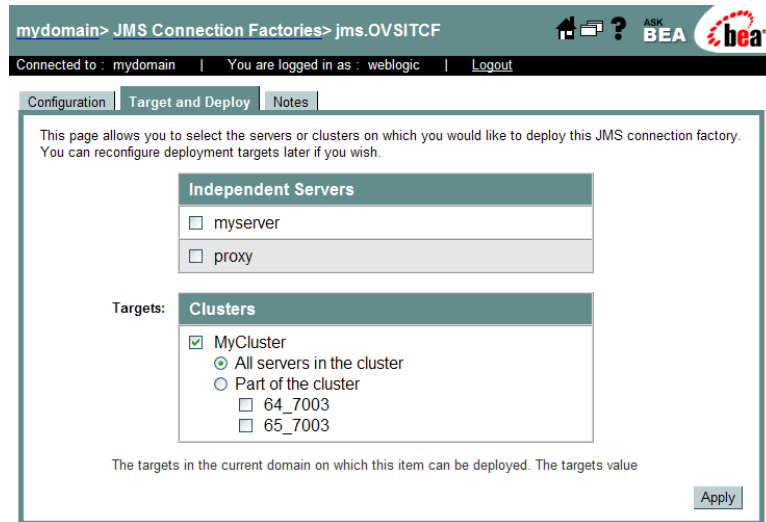 mydomain> JMS Connection Factories> jms.OVSITCF
? ASK BEA bea
Connected to : mydomain | You are logged in as : weblogic | Logout
Configuration Target and Deploy Notes
This page allows you to select the servers or clusters on which you would like to deploy this JMS connection factory.
You can reconfigure deployment targets later if you wish.
Independent Servers
myserver
proxy
Targets: Clusters
MyCluster
All servers in the cluster
Part of the cluster
64_7003
65_7003
The targets in the current domain on which this item can be deployed. The targets value
Apply